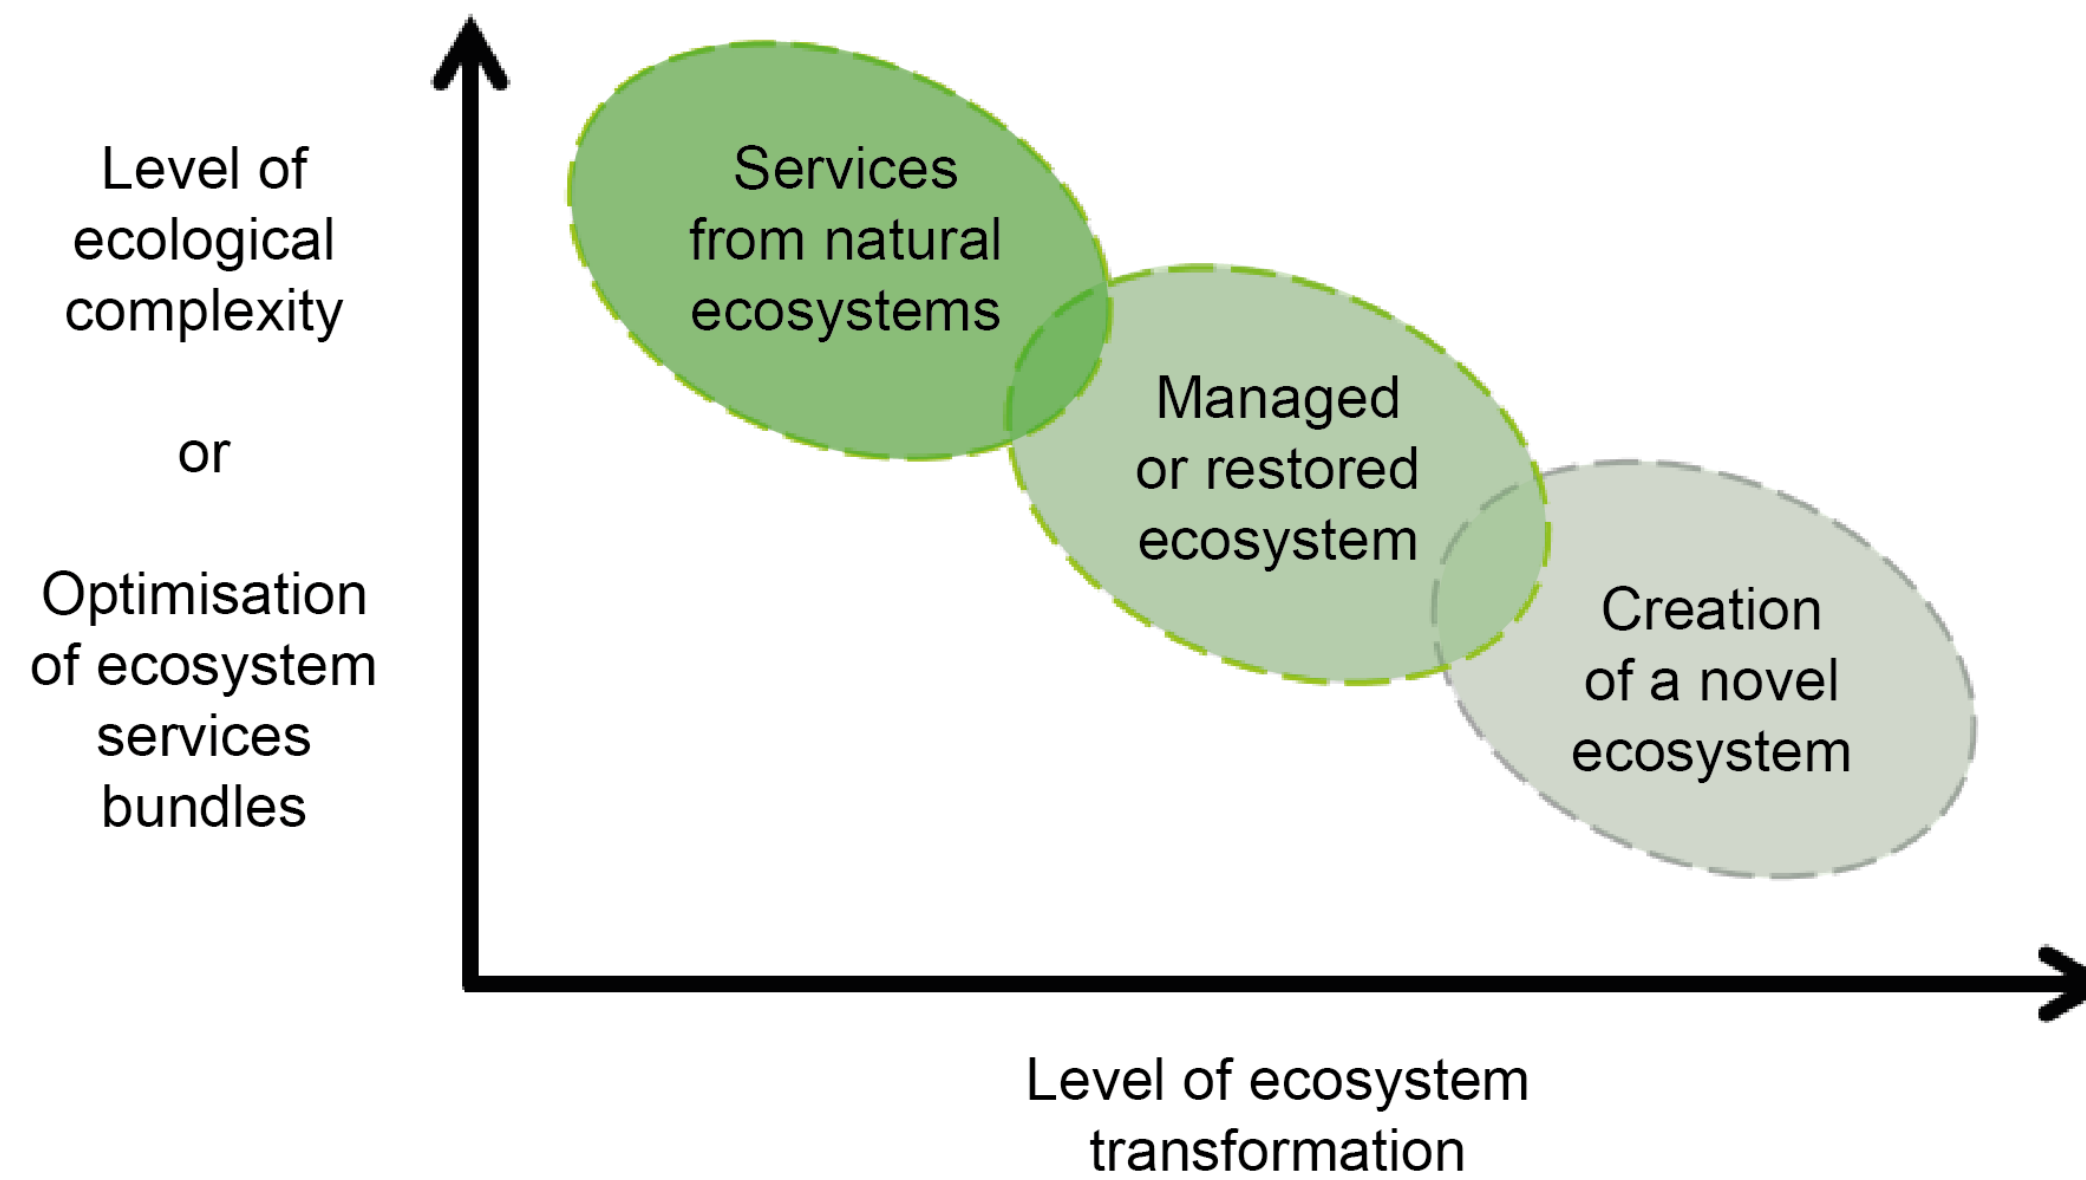 Level of
ecological
complexity
or
Optimisation
of ecosystem
services
bundles
Services
from natural
ecosystems
Managed
or restored
ecosystem
Creation
of a novel
ecosystem
Level of ecosystem
transformation